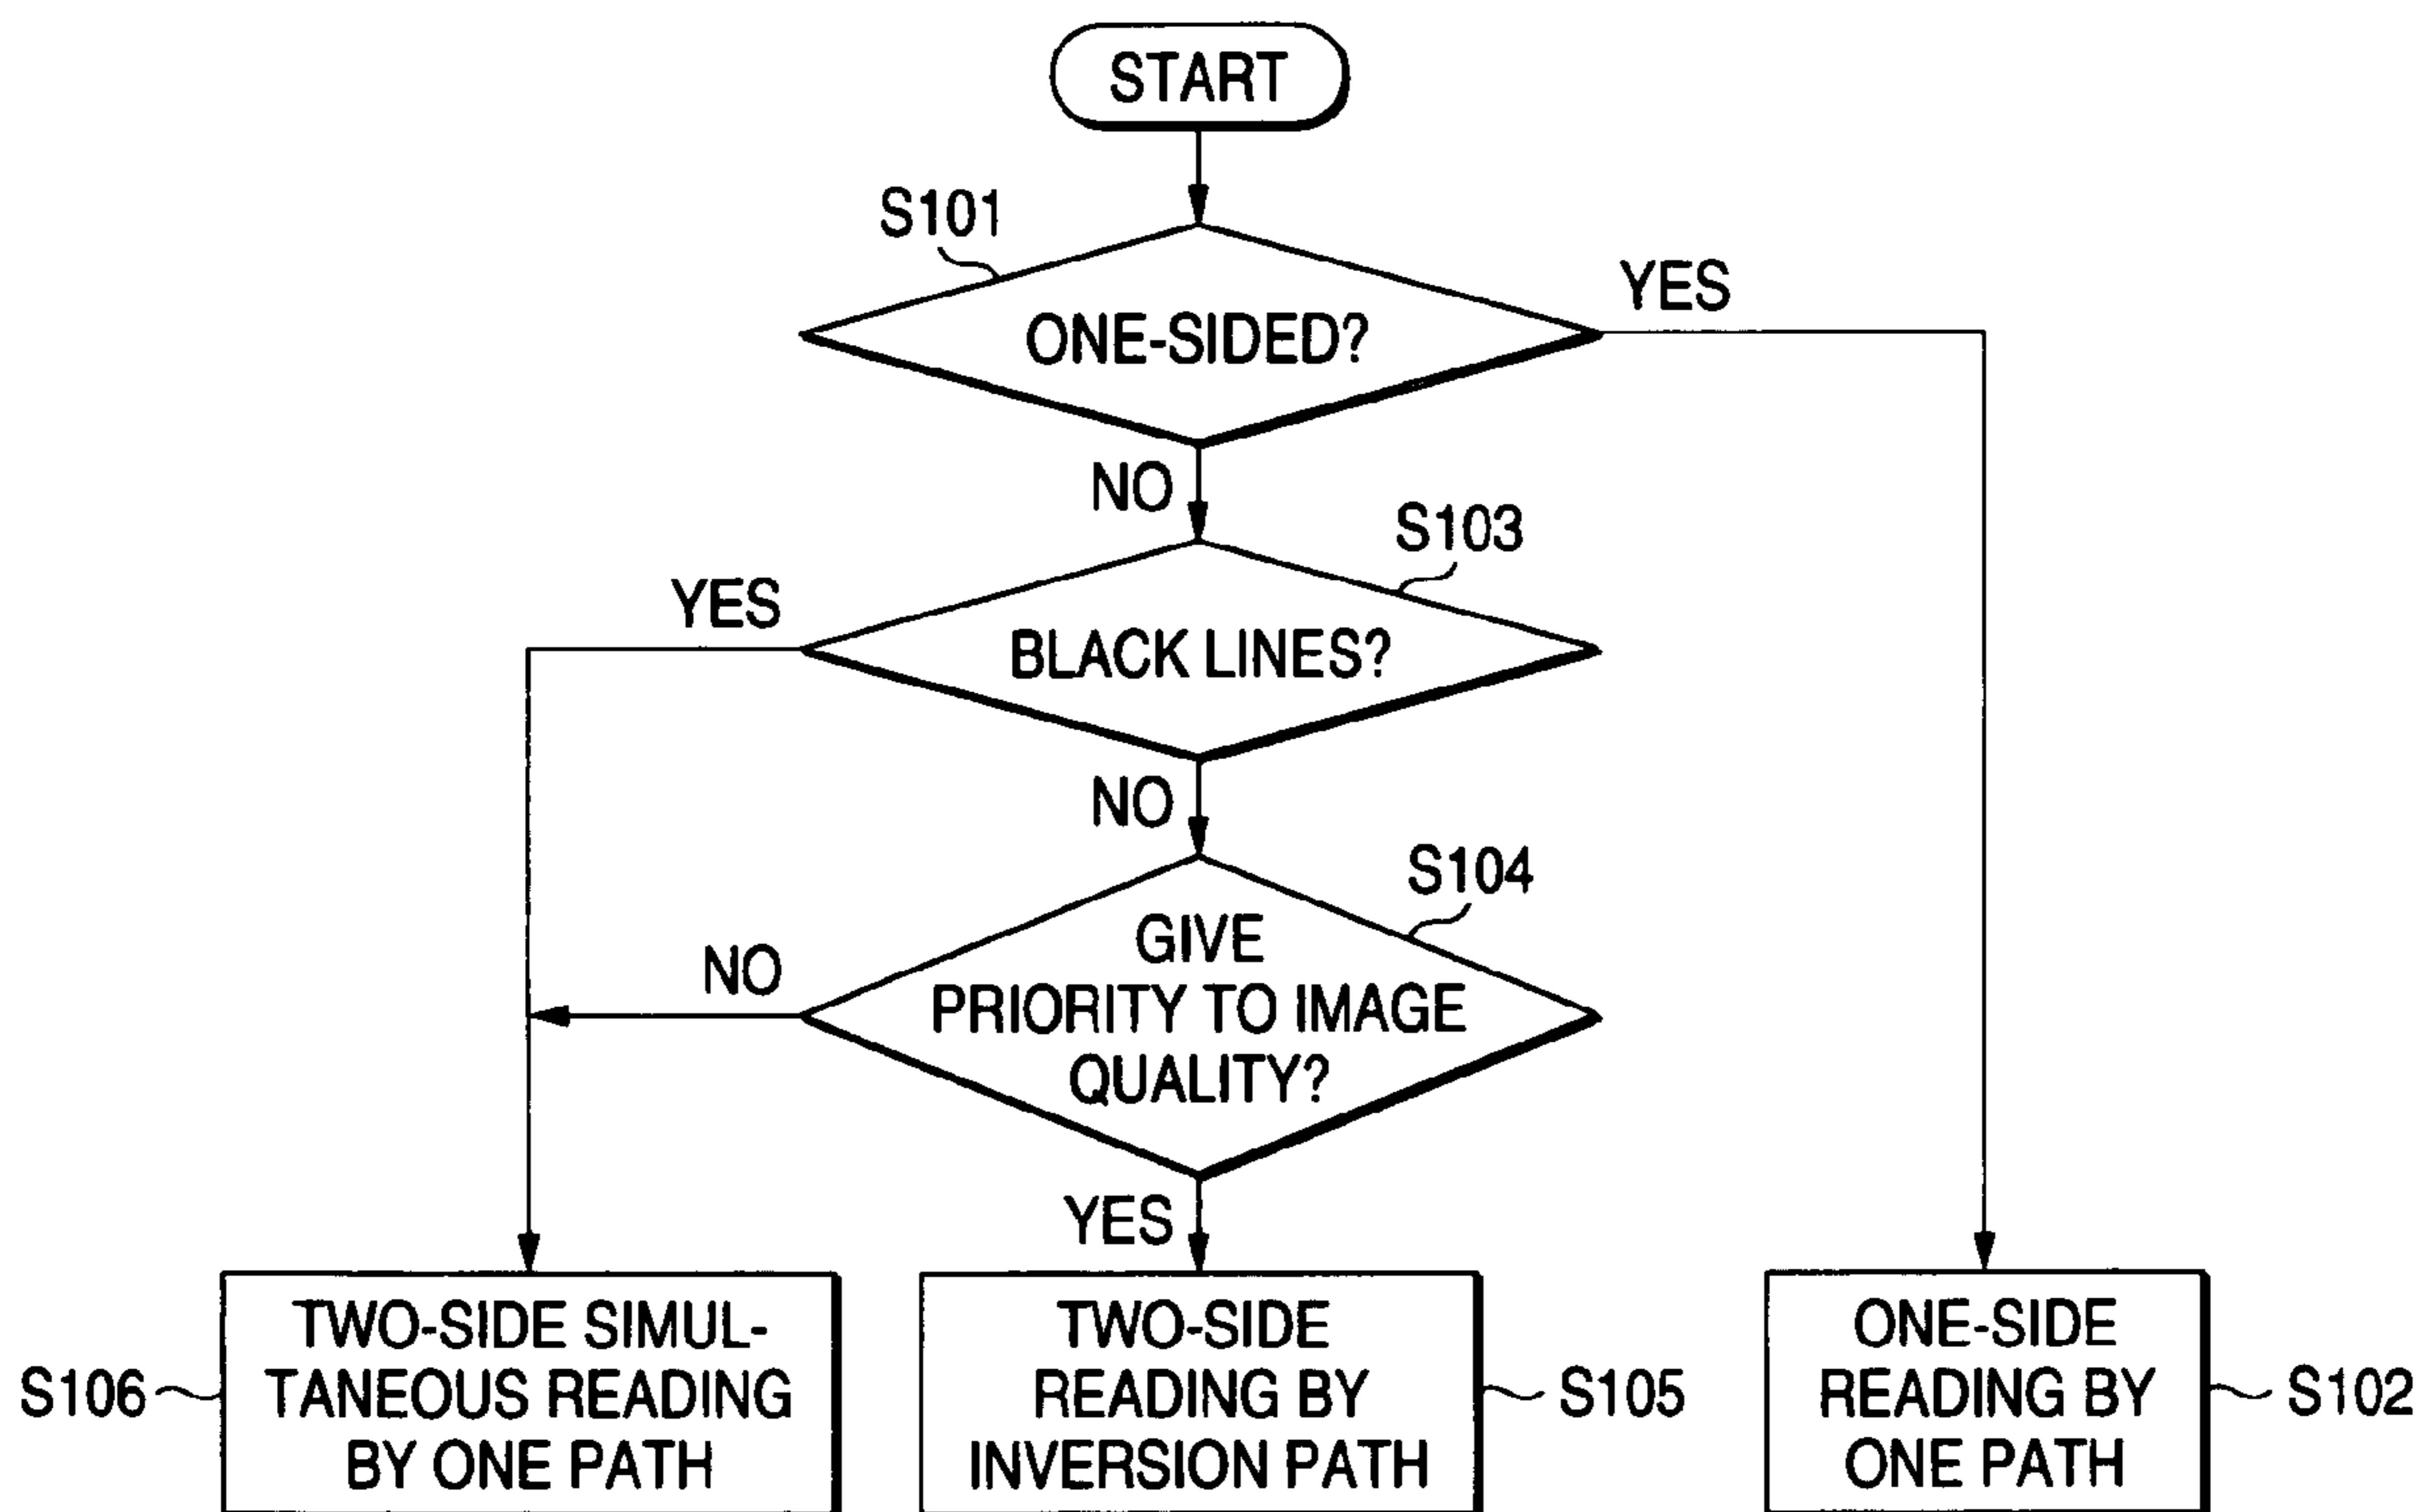 START
S101
YES
ONE-SIDED?
NO
S103
YES
BLACK LINES?
NO
S104
GIVE
NO
PRIORITY TO IMAGE
QUALITY?
YES
TWO-SIDE SIMUL-
TANEOUS READING
BY ONE PATH
S106
TWO-SIDE
READING BY
INVERSION PATH
S105
ONE-SIDE
READING BY
ONE PATH
S102